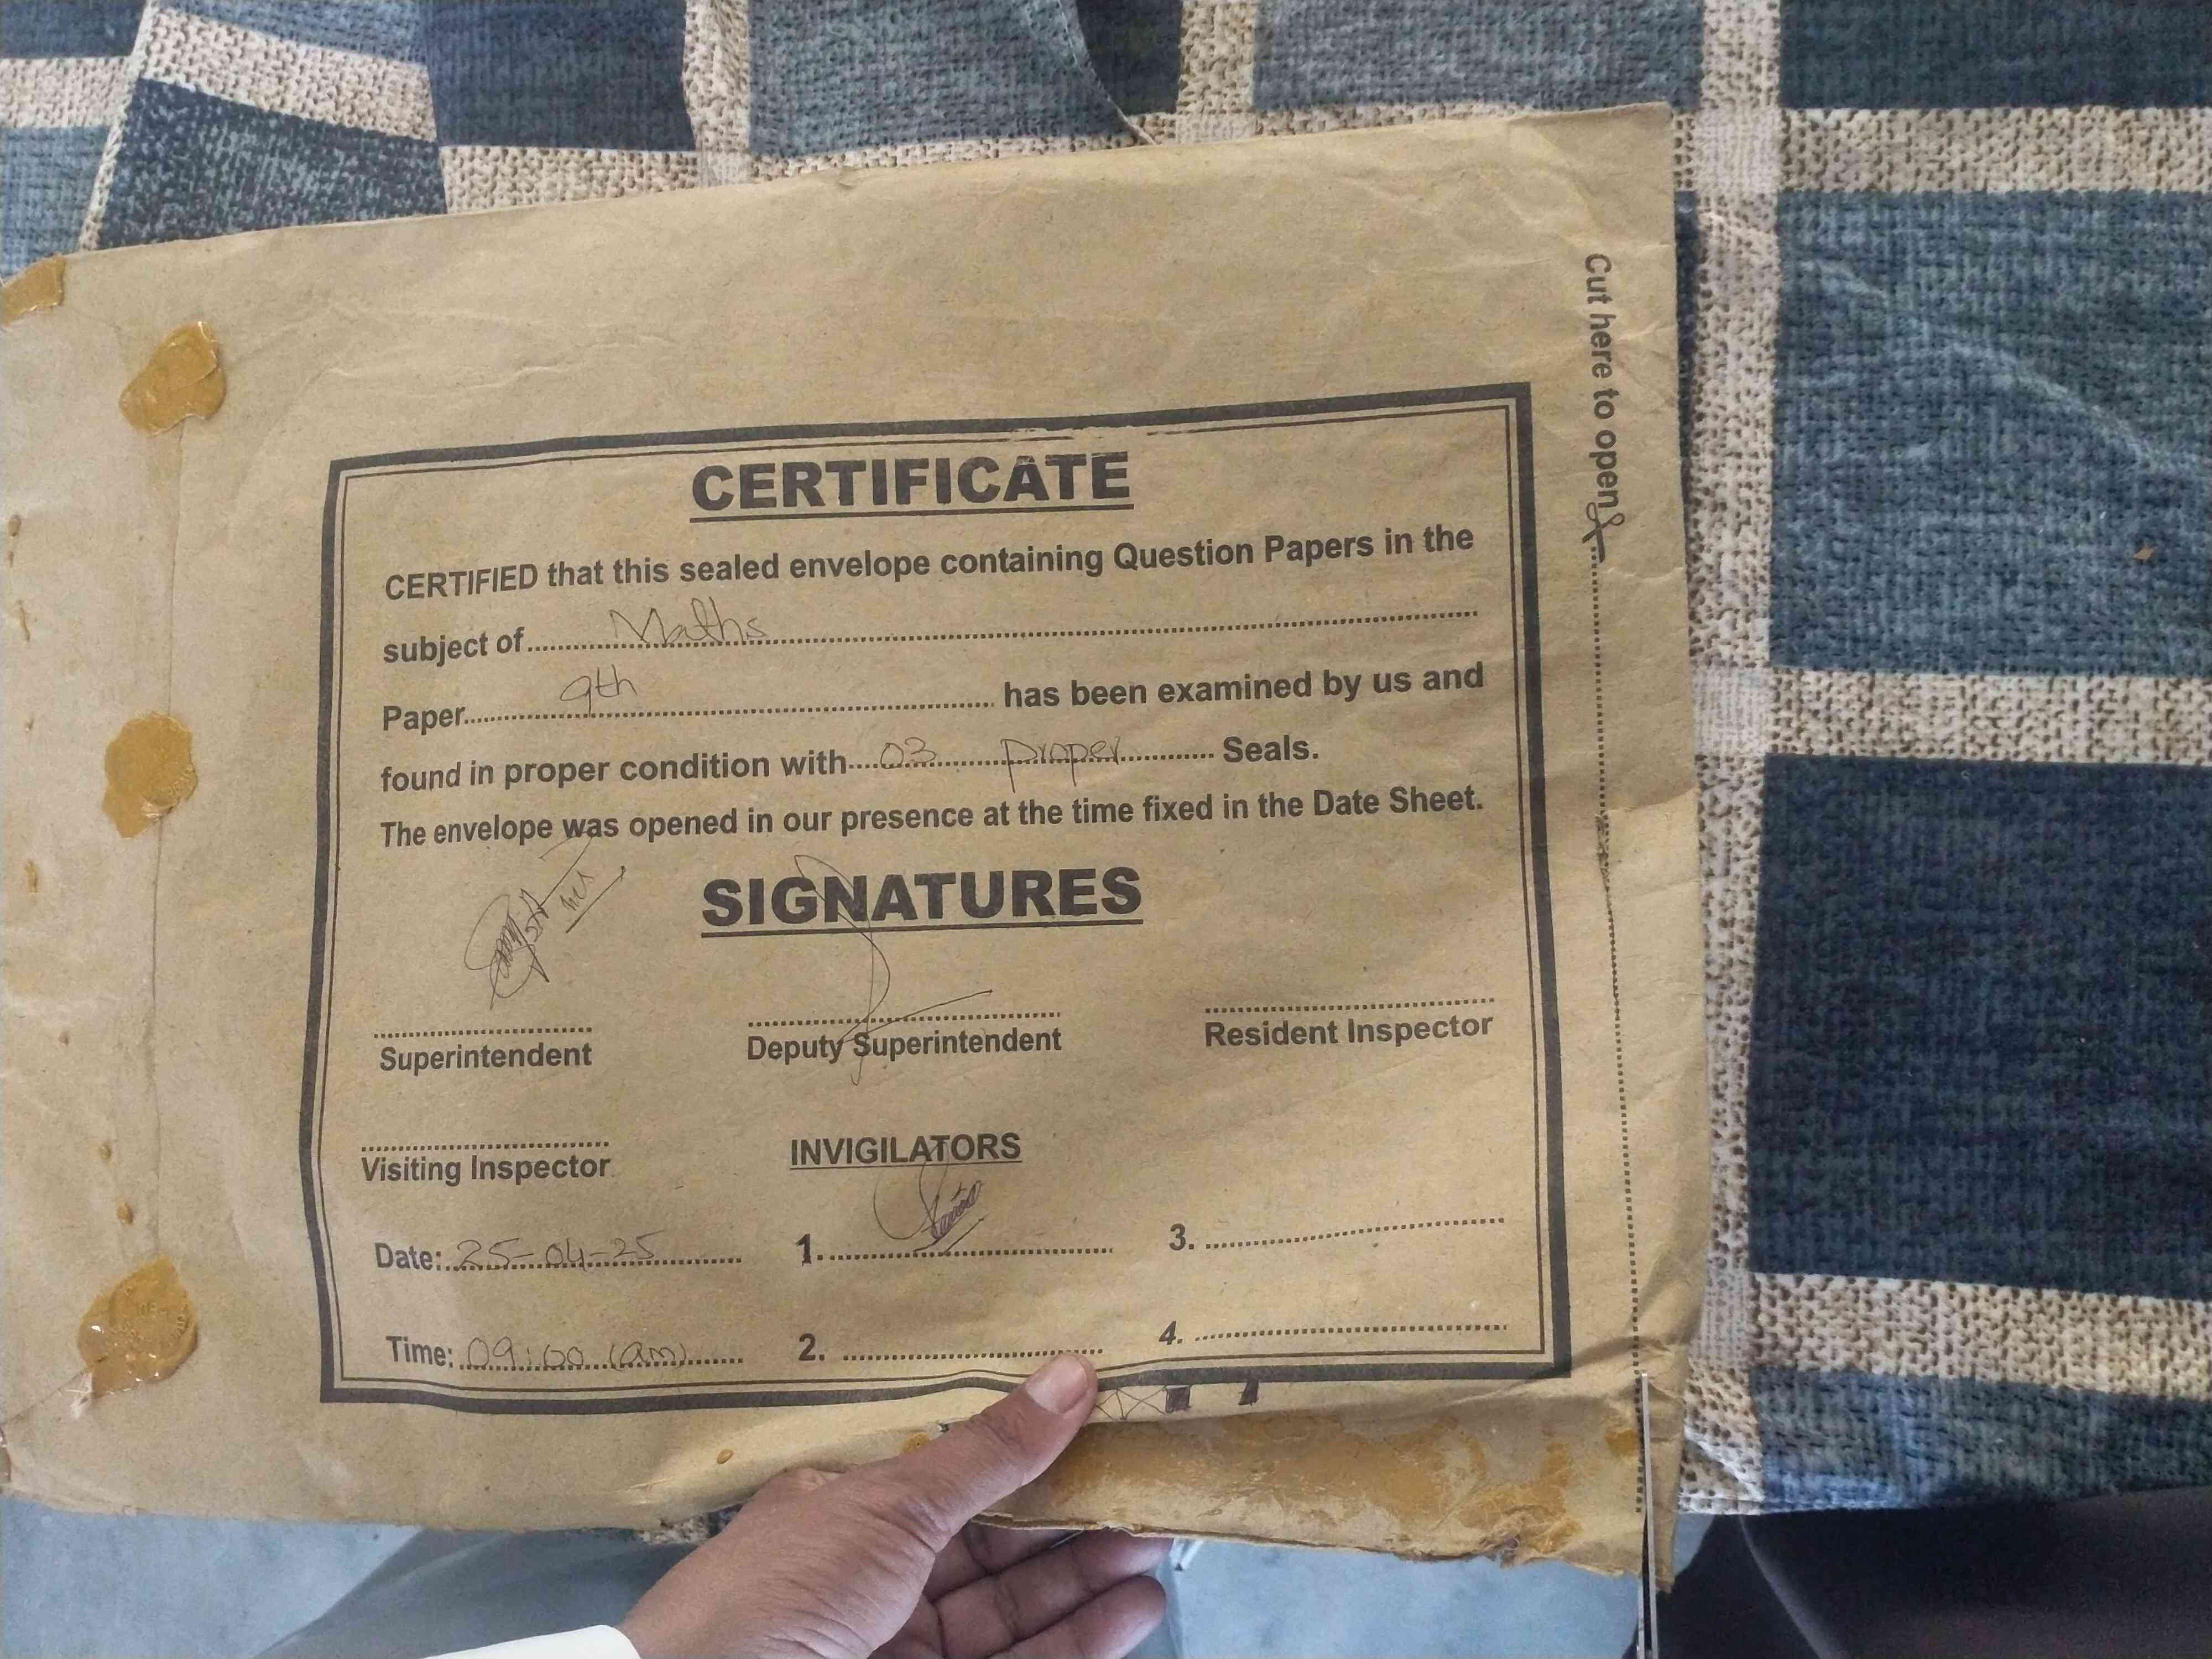 Cut here to open
CERTIFICATE
CERTIFIED that this sealed envelope containing Question Papers in the
subject of Maths
Paper 9th has been examined by us and
found in proper condition with 03 proper Seals.
The envelope was opened in our presence at the time fixed in the Date Sheet.
SIGNATURES
Superintendent
Deputy Superintendent
Resident Inspector
Visiting Inspector
INVIGILATORS
Date: 25-04-25
1.
3.
Time: 09:00 (am)
2.
4.